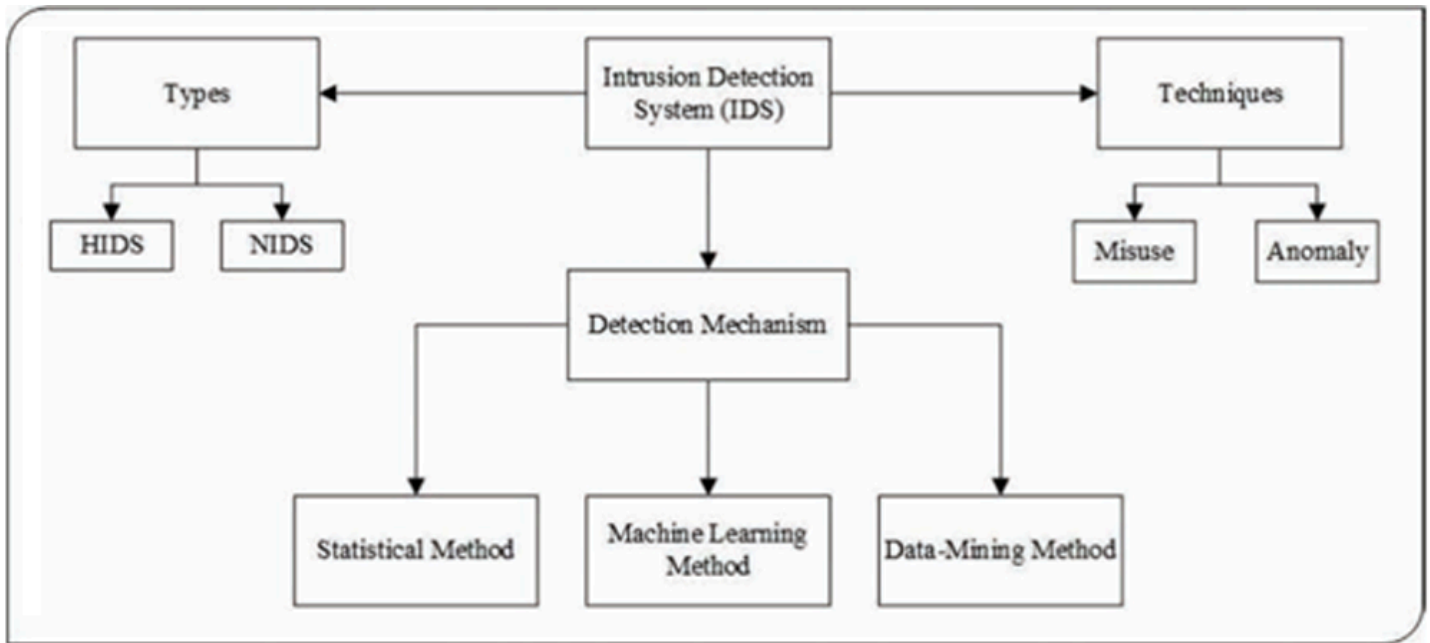 Types
Intrusion Detection
System (IDS)
Techniques
HIDS
NIDS
Misuse
Anomaly
Detection Mechanism
Statistical Method
Machine Learning
Method
Data-Mining Method